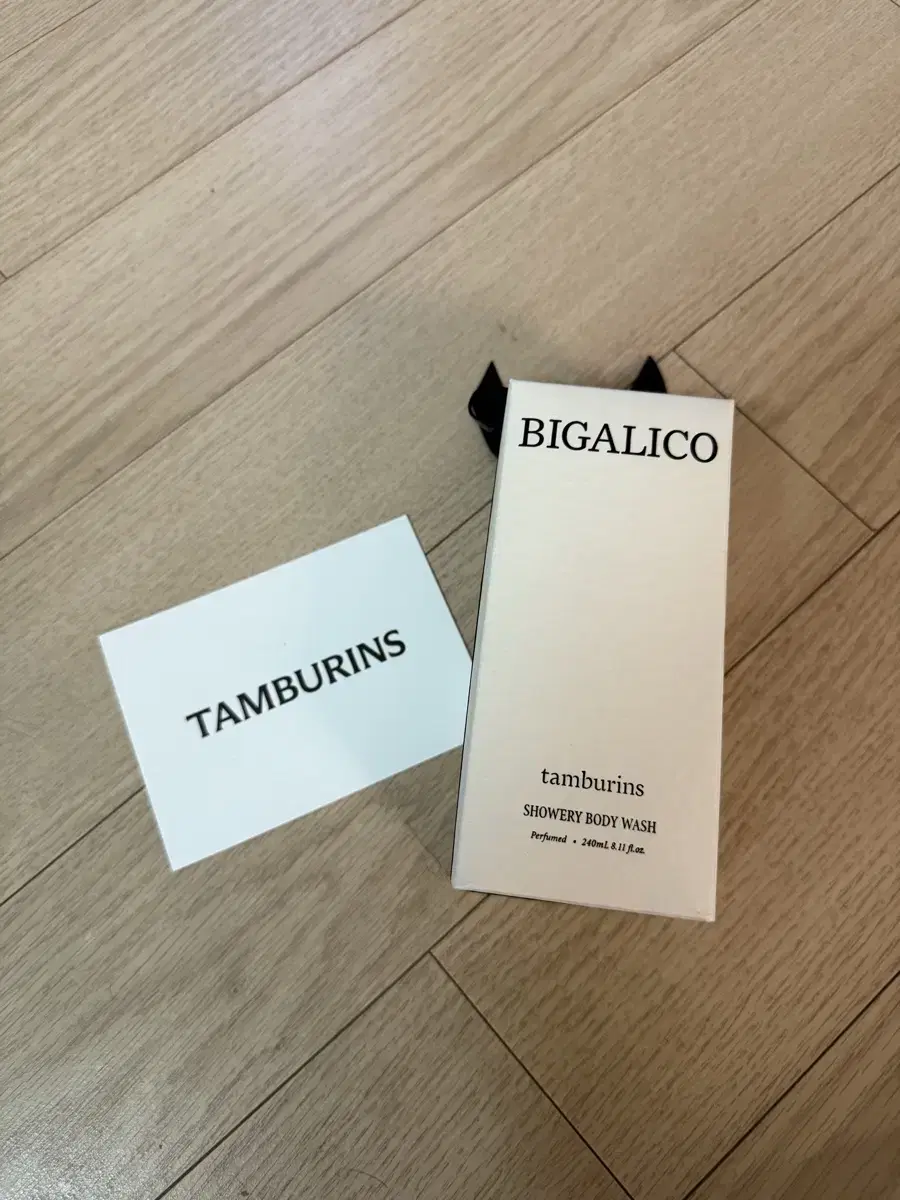 BIGALICO
TAMBURINS
tamburins
SHOWERY BODY WASH
Perfumed • 240mL 8.11 fl.oz.